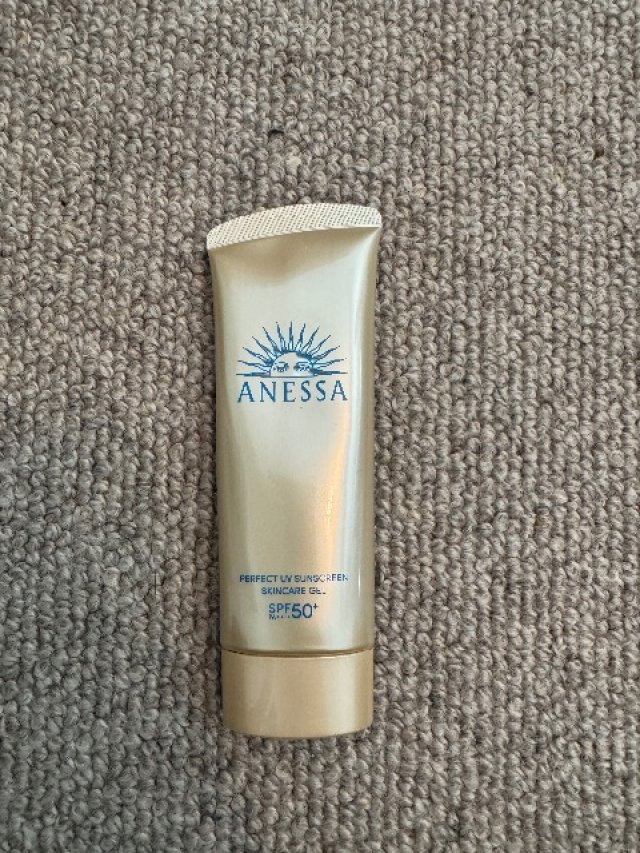 ANESSA
PERFECT UV SUNSCREEN
SKINCARE GEL
SPF50+